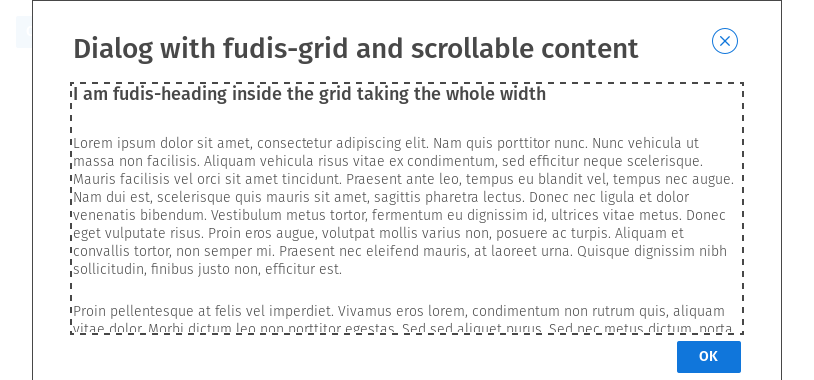 Dialog with fudis-grid and scrollable content
I am fudis-heading inside the grid taking the whole width
Lorem ipsum dolor sit amet, consectetur adipiscing elit. Nam quis porttitor nunc. Nunc vehicula ut
massa non facilisis. Aliquam vehicula risus vitae ex condimentum, sed efficitur neque scelerisque.
Mauris facilisis vel orci sit amet tincidunt. Praesent ante leo, tempus eu blandit vel, tempus nec augue.
Nam dui est, scelerisque quis mauris sit amet, sagittis pharetra lectus. Donec nec ligula et dolor
venenatis bibendum. Vestibulum metus tortor, fermentum eu dignissim id, ultrices vitae metus. Donec
eget vulputate risus. Proin eros augue, volutpat mollis varius non, posuere ac turpis. Aliquam et
convallis tortor, non semper mi. Praesent nec eleifend mauris, at laoreet urna. Quisque dignissim nibh
sollicitudin, finibus justo non, efficitur est.
Proin pellentesque at felis vel imperdiet. Vivamus eros lorem, condimentum non rutrum quis, aliquam
vitae dolor. Morbi dictum leo non porttitor egestas. Sed sed aliquet purus. Sed nec metus dictum, porta
OK